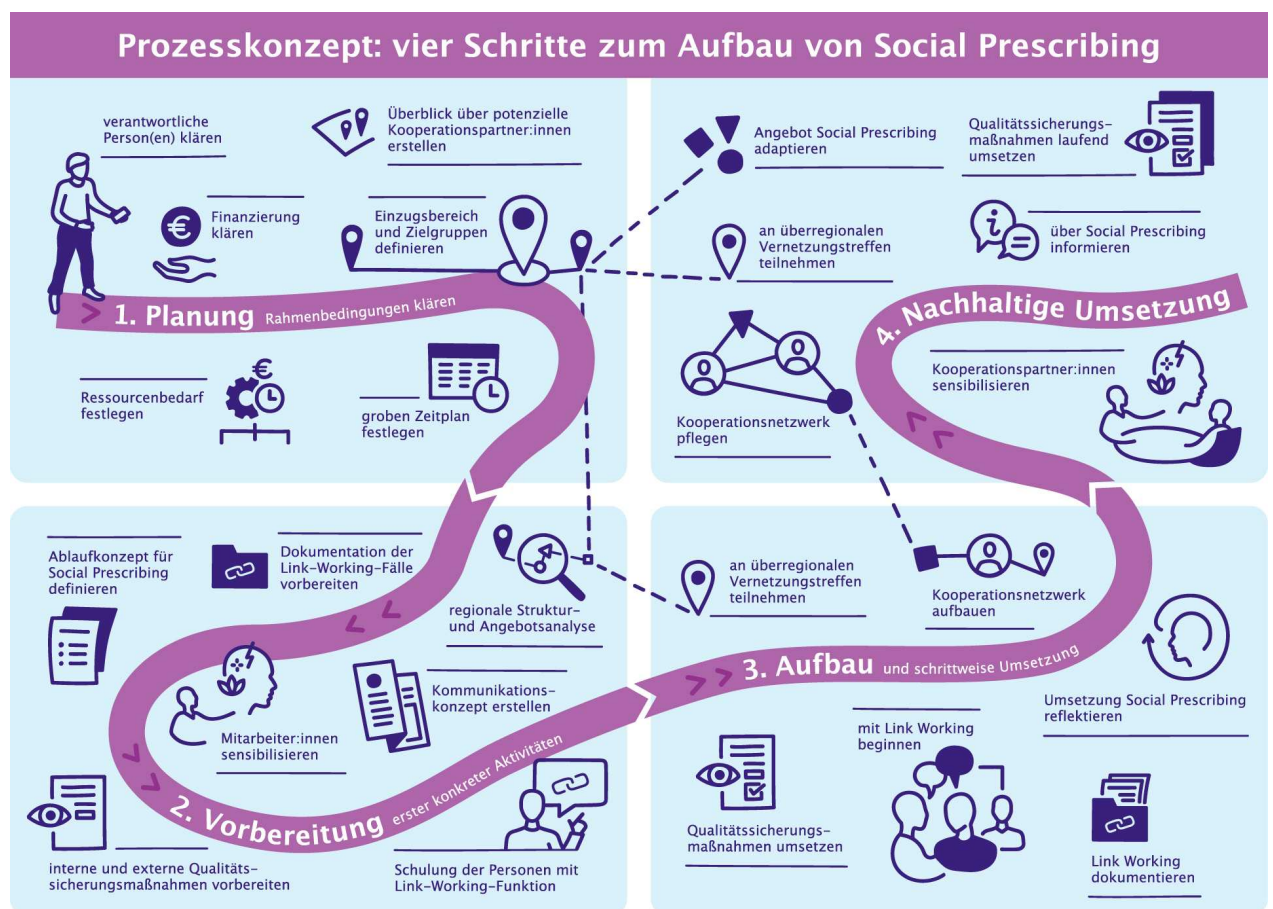 Prozesskonzept: vier Schritte zum Aufbau von Social Prescribing
verantwortliche
Person(en) klären
Überblick über potenzielle
Kooperationspartner:innen
erstellen
€
Finanzierung
klären
Einzugsbereich
und Zielgruppen
definieren
1. Planung Rahmenbedingungen klären
Ressourcenbedarf
festlegen
€
groben Zeitplan
festlegen
Ablaufkonzept für
Social Prescribing
definieren
Dokumentation der
Link-Working-Fälle
vorbereiten
regionale Struktur-
und Angebotsanalyse
Mitarbeiter:innen
sensibilisieren
Kommunikations-
konzept erstellen
2. Vorbereitung erster konkreter Aktivitäten
interne und externe Qualitäts-
sicherungsmaßnahmen vorbereiten
Schulung der Personen mit
Link-Working-Funktion
an überregionalen
Vernetzungstreffen
teilnehmen
Kooperationsnetzwerk
aufbauen
3. Aufbau und schrittweise Umsetzung
Umsetzung Social Prescribing
reflektieren
Qualitätssicherungs-
maßnahmen umsetzen
mit Link Working
beginnen
Link Working
dokumentieren
Angebot Social Prescribing
adaptieren
Qualitätssicherungs-
maßnahmen laufend
umsetzen
an überregionalen
Vernetzungstreffen
teilnehmen
i
über Social Prescribing
informieren
4. Nachhaltige Umsetzung
Kooperationsnetzwerk
pflegen
Kooperationspartner:innen
sensibilisieren